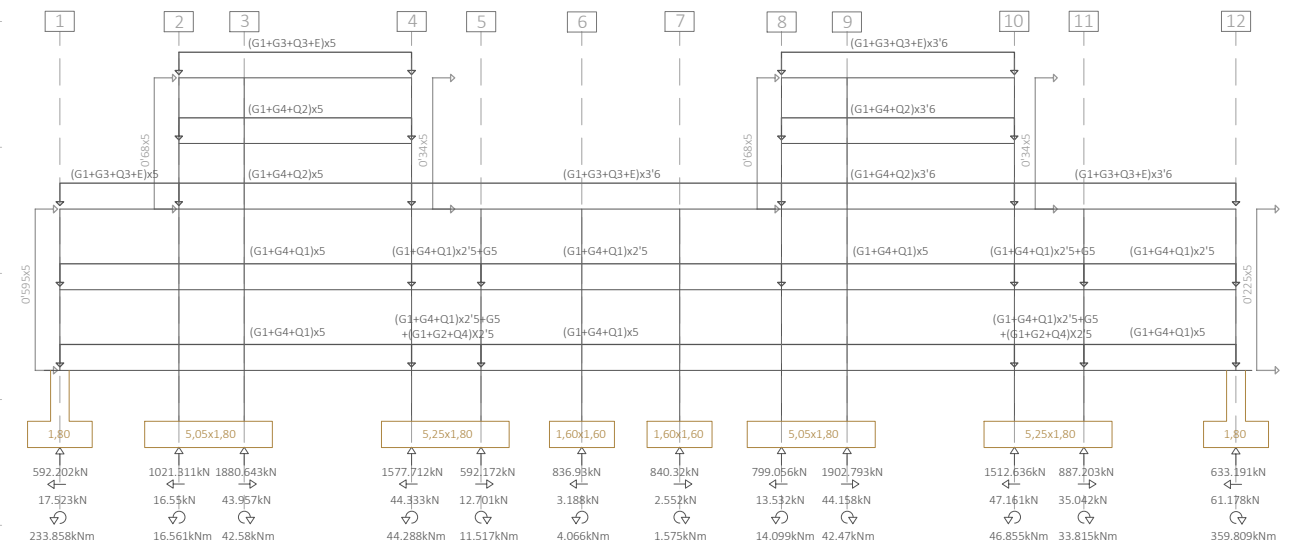 1 2 3 4 5 6 7 8 9 10 11 12
(G1+G3+Q3+E)x5 (G1+G3+Q3+E)x3'6
(G1+G4+Q2)x5 (G1+G4+Q2)x3'6
0'68x5 0'34x5 0'68x5 0'34x5
(G1+G3+Q3+E)x5 (G1+G4+Q2)x5 (G1+G3+Q3+E)x3'6 (G1+G4+Q2)x3'6 (G1+G3+Q3+E)x3'6
(G1+G4+Q1)x5 (G1+G4+Q1)x2'5+G5 (G1+G4+Q1)x2'5 (G1+G4+Q1)x5 (G1+G4+Q1)x2'5+G5 (G1+G4+Q1)x2'5
0'595x5 0'225x5
(G1+G4+Q1)x2'5+G5 (G1+G4+Q1)x2'5+G5
(G1+G4+Q1)x5 +(G1+G2+Q4)X2'5 (G1+G4+Q1)x5 +(G1+G2+Q4)X2'5 (G1+G4+Q1)x5
1,80 5,05x1,80 5,25x1,80 1,60x1,60 1,60x1,60 5,05x1,80 5,25x1,80 1,80
592.202kN 1021.311kN 1880.643kN 1577.712kN 592.172kN 836.93kN 840.32kN 799.056kN 1902.793kN 1512.636kN 887.203kN 633.191kN
17.523kN 16.55kN 43.957kN 44.333kN 12.701kN 3.188kN 2.552kN 13.532kN 44.158kN 47.161kN 35.042kN 61.178kN
233.858kNm 16.561kNm 42.58kNm 44.288kNm 11.517kNm 4.066kNm 1.575kNm 14.099kNm 42.47kNm 46.855kNm 33.815kNm 359.809kNm